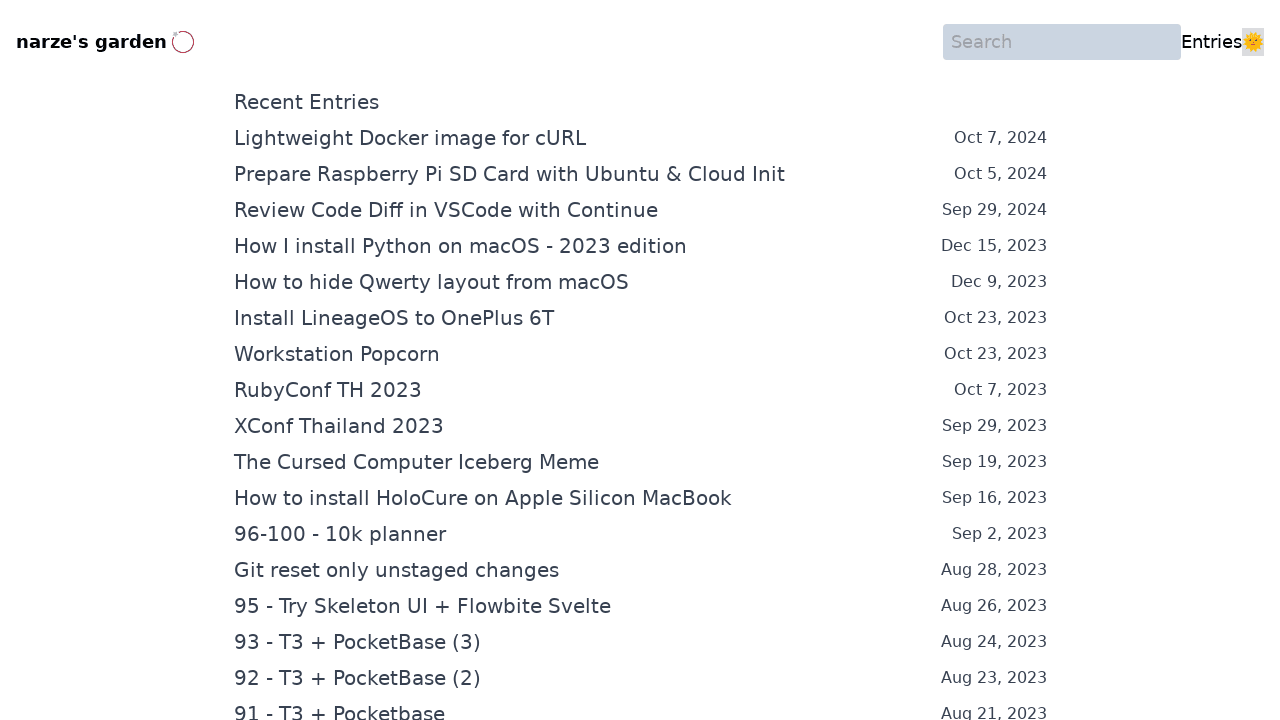 narze's garden
Search
Entries
Recent Entries
Lightweight Docker image for cURL Oct 7, 2024
Prepare Raspberry Pi SD Card with Ubuntu & Cloud Init Oct 5, 2024
Review Code Diff in VSCode with Continue Sep 29, 2024
How I install Python on macOS - 2023 edition Dec 15, 2023
How to hide Qwerty layout from macOS Dec 9, 2023
Install LineageOS to OnePlus 6T Oct 23, 2023
Workstation Popcorn Oct 23, 2023
RubyConf TH 2023 Oct 7, 2023
XConf Thailand 2023 Sep 29, 2023
The Cursed Computer Iceberg Meme Sep 19, 2023
How to install HoloCure on Apple Silicon MacBook Sep 16, 2023
96-100 - 10k planner Sep 2, 2023
Git reset only unstaged changes Aug 28, 2023
95 - Try Skeleton UI + Flowbite Svelte Aug 26, 2023
93 - T3 + PocketBase (3) Aug 24, 2023
92 - T3 + PocketBase (2) Aug 23, 2023
91 - T3 + Pocketbase Aug 21, 2023